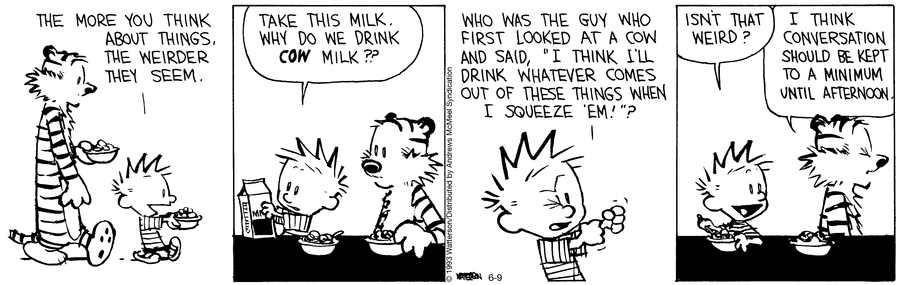 THE MORE YOU THINK
ABOUT THINGS,
THE WEIRDER
THEY SEEM.
TAKE THIS MILK.
WHY DO WE DRINK
COW MILK??
© 1993 Watterson/Distributed by Andrews McMeel Syndication
WHO WAS THE GUY WHO
FIRST LOOKED AT A COW
AND SAID, "I THINK I'LL
DRINK WHATEVER COMES
OUT OF THESE THINGS WHEN
I SQUEEZE 'EM!"?
WATTERSON 6-9
ISN'T THAT
WEIRD?
I THINK
CONVERSATION
SHOULD BE KEPT
TO A MINIMUM
UNTIL AFTERNOON.